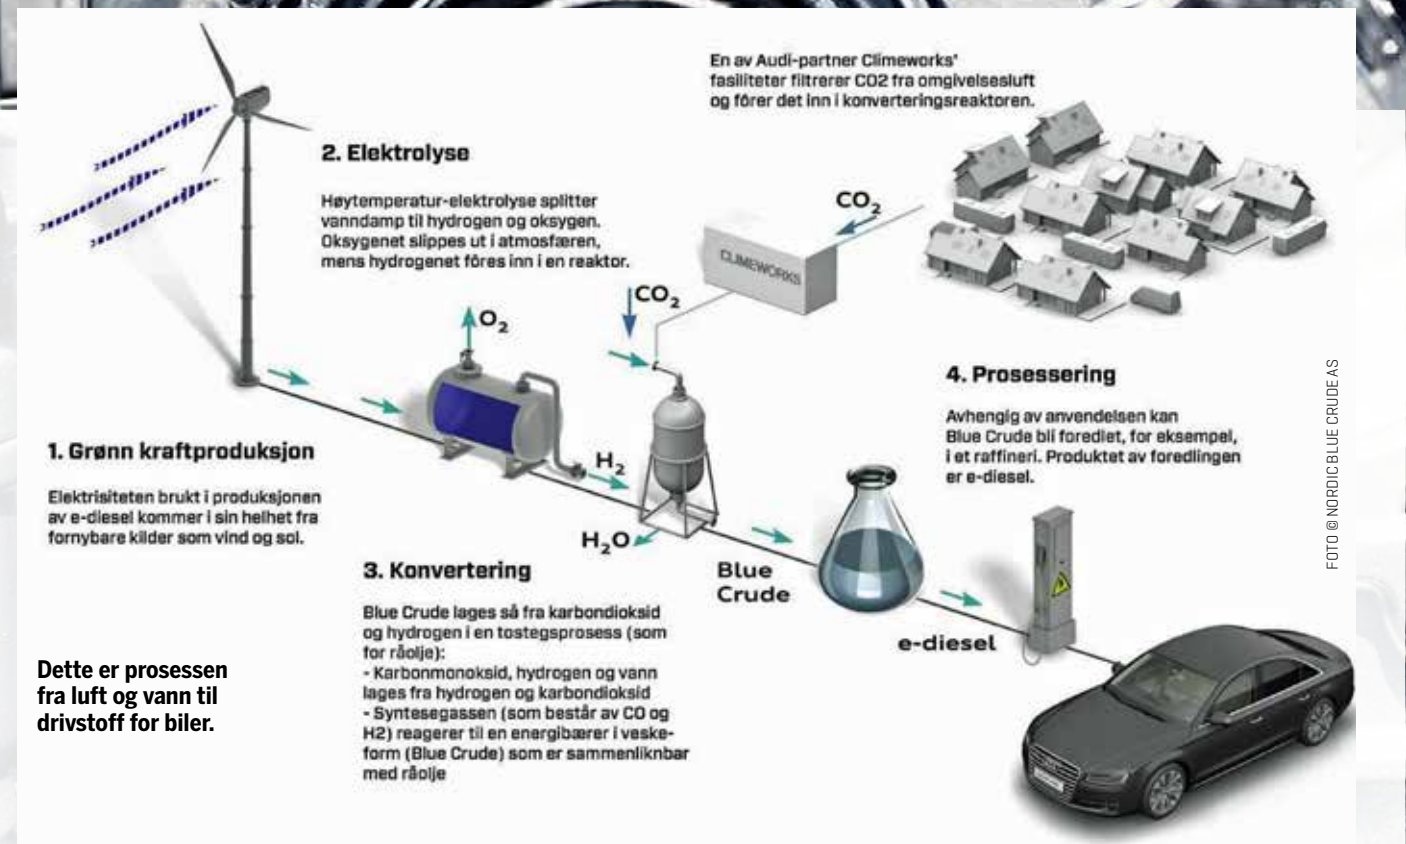 En av Audi-partner Climeworks'
fasiliteter filtrerer CO2 fra omgivelsesluft
og fôrer det inn i konverteringsreaktoren.
2. Elektrolyse
Høytemperatur-elektrolyse splitter
vanndamp til hydrogen og oksygen.
Oksygenet slippes ut i atmosfæren,
mens hydrogenet fôres inn i en reaktor.
CO2
CLIMEWORKS
CO2
O2
4. Prosessering
Avhengig av anvendelsen kan
Blue Crude bli foredlet, for eksempel,
i et raffineri. Produktet av foredlingen
er e-diesel.
1. Grønn kraftproduksjon
Elektrisiteten brukt i produksjonen
av e-diesel kommer i sin helhet fra
fornybare kilder som vind og sol.
H2
H2O
3. Konvertering
Blue Crude lages så fra karbondioksid
og hydrogen i en tostegsprosess (som
for råolje):
- Karbonmonoksid, hydrogen og vann
lages fra hydrogen og karbondioksid
- Syntesegassen (som består av CO og
H2) reagerer til en energibærer i veske-
form (Blue Crude) som er sammenliknbar
med råolje
Blue
Crude
e-diesel
Dette er prosessen
fra luft og vann til
drivstoff for biler.
FOTO © NORDIC BLUE CRUDE AS